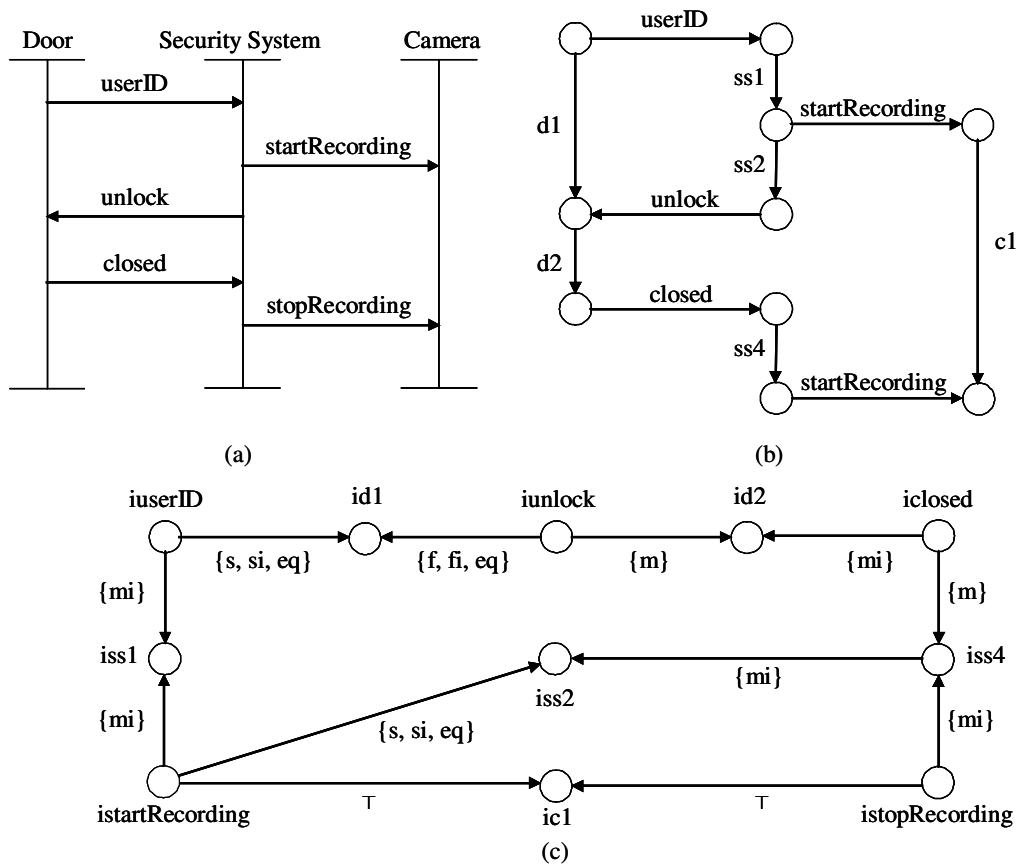 Door Security System Camera
userID
startRecording
unlock
closed
stopRecording
(a)
userID
ss1
startRecording
d1
ss2
unlock
c1
d2
closed
ss4
startRecording
(b)
iuserID id1 iunlock id2 iclosed
{s, si, eq} {f, fi, eq} {m} {mi}
{mi} {m}
iss1 iss2 iss4
{mi}
{mi} {mi}
{s, si, eq}
istartRecording ic1 istopRecording
⊤ ⊤
(c)